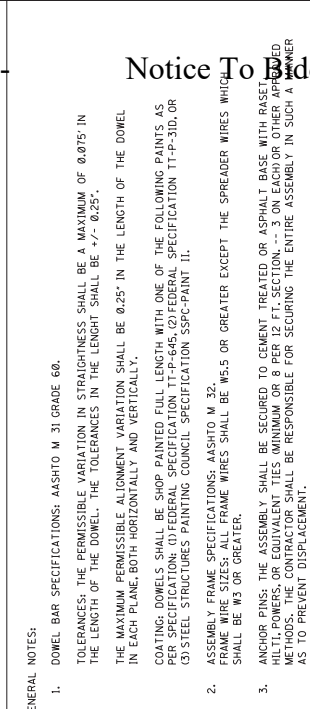 Notice To Bid
ENERAL NOTES:
1. DOWEL BAR SPECIFICATIONS: AASHTO M 31 GRADE 60.
TOLERANCES: THE PERMISSIBLE VARIATION IN STRAIGHTNESS SHALL BE A MAXIMUM OF 0.075" IN
THE LENGTH OF THE DOWEL. THE TOLERANCES IN THE LENGHT SHALL BE +/- 0.25".
THE MAXIMUM PERMISSIBLE ALIGNMENT VARIATION SHALL BE 0.25" IN THE LENGTH OF THE DOWEL
IN EACH PLANE, BOTH HORIZONTALLY AND VERTICALLY.
COATING: DOWELS SHALL BE SHOP PAINTED FULL LENGTH WITH ONE OF THE FOLLOWING PAINTS AS
PER SPECIFICATION: (1) FEDERAL SPECIFICATION TT-P-645, (2) FEDERAL SPECIFICATION TT-P-31D, OR
(3) STEEL STRUCTURES PAINTING COUNCIL SPECIFICATION SSPC-PAINT II.
2. ASSEMBLY FRAME SPECIFICATIONS: AASHTO M 32.
FRAME WIRE SIZES: ALL FRAME WIRES SHALL BE W5.5 OR GREATER EXCEPT THE SPREADER WIRES WHICH
SHALL BE W3 OR GREATER.
3. ANCHOR PINS: THE ASSEMBLY SHALL BE SECURED TO CEMENT TREATED OR ASPHALT BASE WITH RASET,
HILTI, POWERS, OR EQUIVALENT TIES (MINIMUM OR 8 PER 12 FT. SECTION. -- 3 ON EACH) OR OTHER APPROVED
METHODS. THE CONTRACTOR SHALL BE RESPONSIBLE FOR SECURING THE ENTIRE ASSEMBLY IN SUCH A MANNER
AS TO PREVENT DISPLACEMENT.